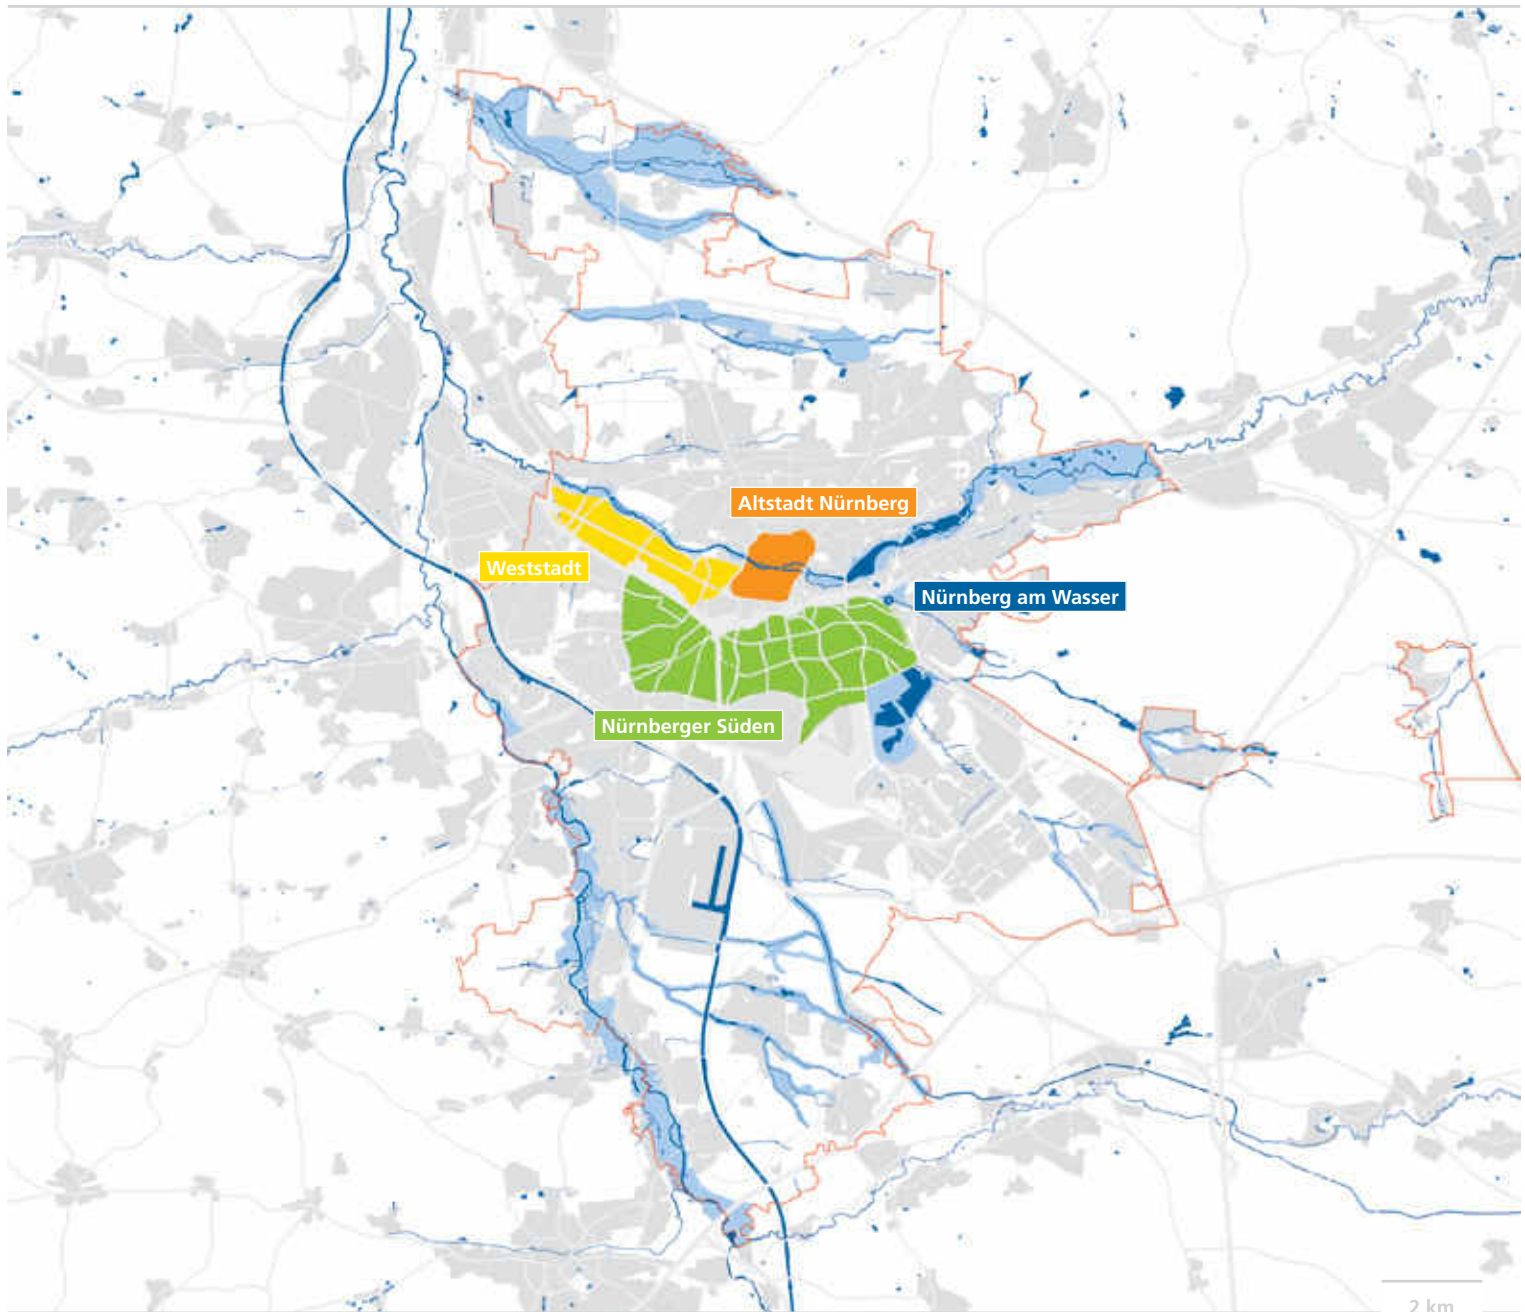 Altstadt Nürnberg
Weststadt
Nürnberg am Wasser
Nürnberger Süden
2 km